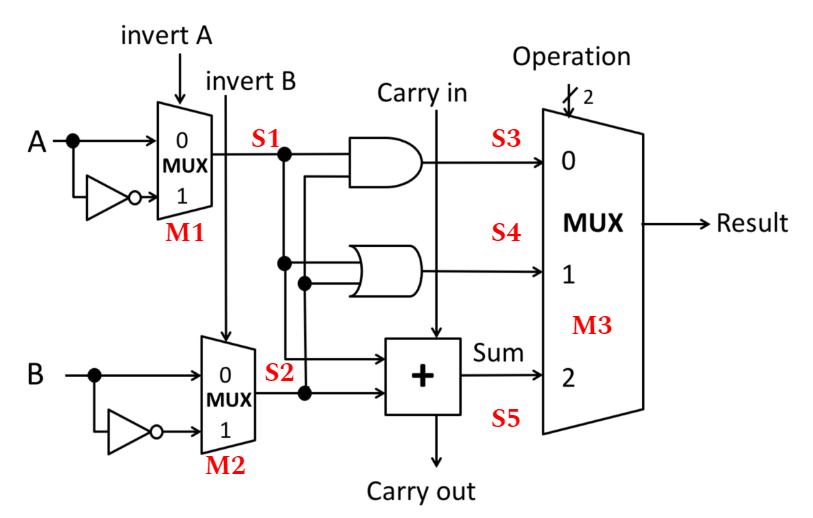 invert A
Operation
invert B
Carry in
2
A
0
S1
S3
0
MUX
1
M1
S4
MUX
Result
1
M3
B
0
S2
Sum
+
2
MUX
1
S5
M2
Carry out